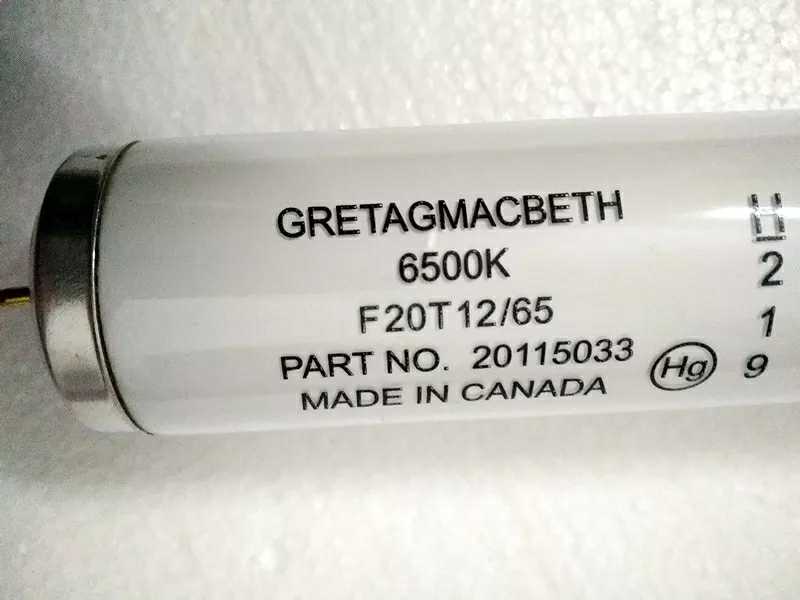 GRETAGMACBETH
6500K
F20T12/65
PART NO. 20115033
MADE IN CANADA
Hg
2
1
9